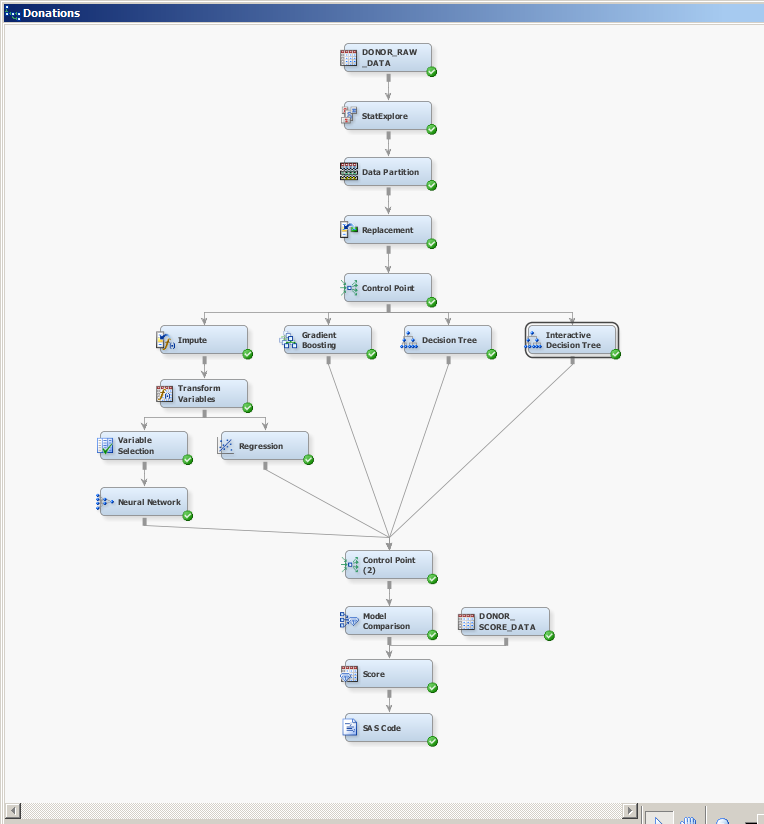 Donations
DONOR_RAW
_DATA
StatExplore
Data Partition
Replacement
Control Point
Impute
Gradient
Boosting
Decision Tree
Interactive
Decision Tree
Transform
Variables
Variable
Selection
Regression
Neural Network
Control Point
(2)
Model
Comparison
DONOR_
SCORE_DATA
Score
SAS Code